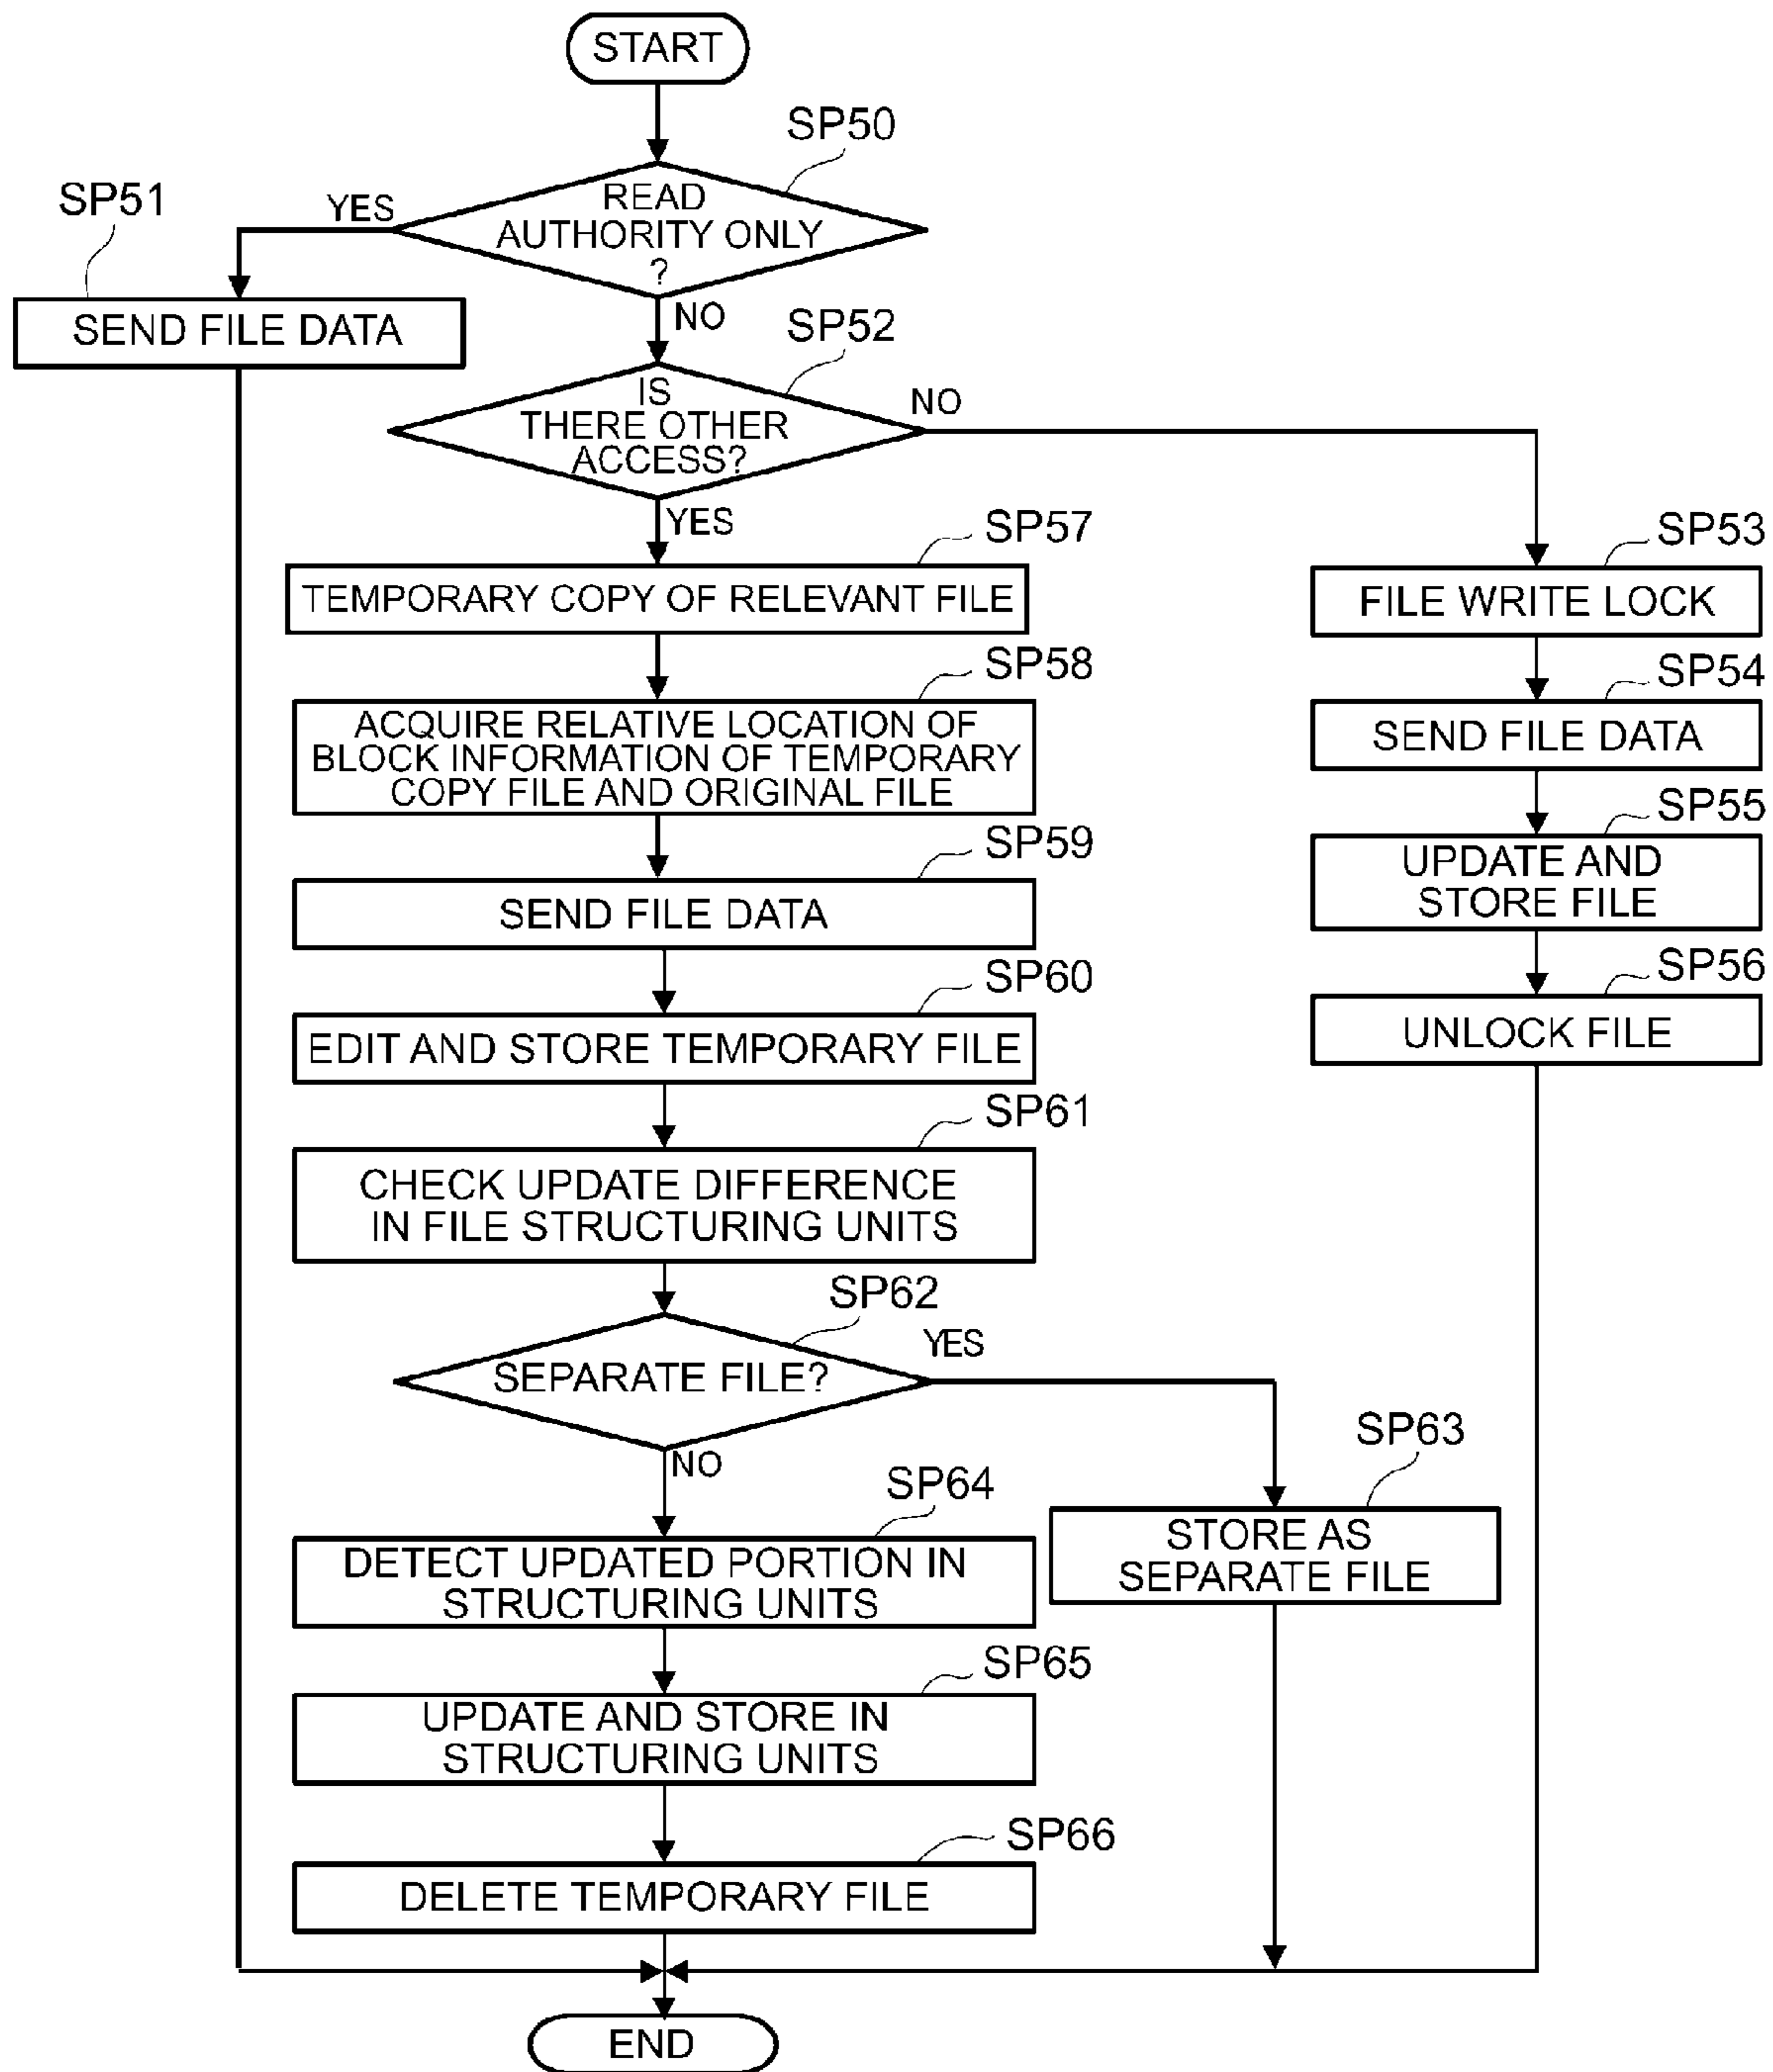 START
SP50
READ
AUTHORITY ONLY
?
YES
SP51
SEND FILE DATA
NO
SP52
IS
THERE OTHER
ACCESS?
NO
YES
SP57
TEMPORARY COPY OF RELEVANT FILE
SP53
FILE WRITE LOCK
SP58
ACQUIRE RELATIVE LOCATION OF
BLOCK INFORMATION OF TEMPORARY
COPY FILE AND ORIGINAL FILE
SP54
SEND FILE DATA
SP59
SEND FILE DATA
SP55
UPDATE AND
STORE FILE
SP60
EDIT AND STORE TEMPORARY FILE
SP56
UNLOCK FILE
SP61
CHECK UPDATE DIFFERENCE
IN FILE STRUCTURING UNITS
SP62
SEPARATE FILE?
YES
NO
SP63
STORE AS
SEPARATE FILE
SP64
DETECT UPDATED PORTION IN
STRUCTURING UNITS
SP65
UPDATE AND STORE IN
STRUCTURING UNITS
SP66
DELETE TEMPORARY FILE
END